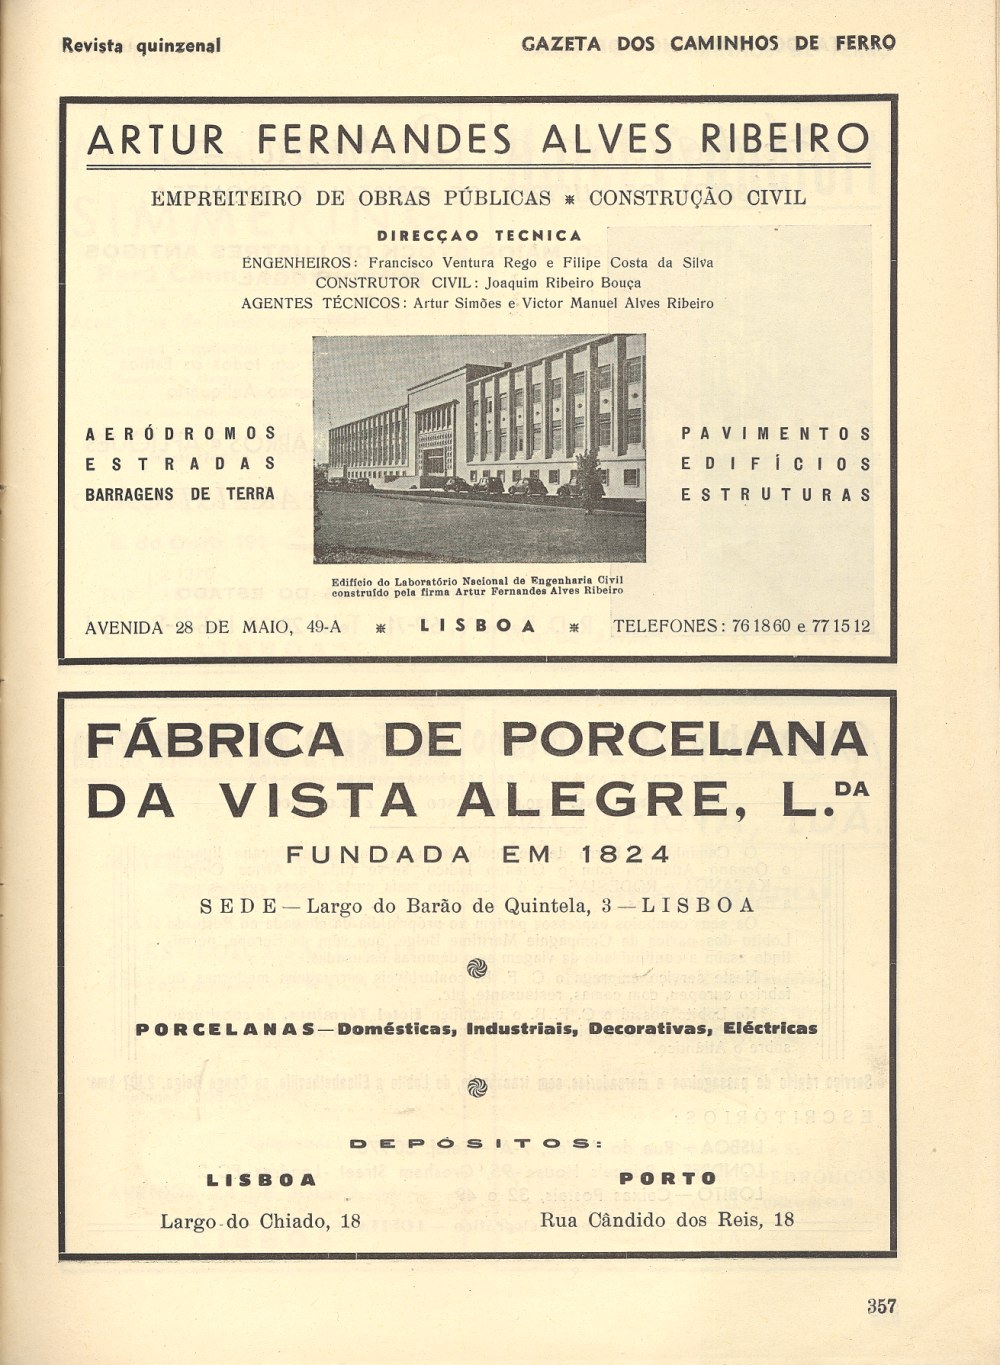 Revista quinzenal GAZETA DOS CAMINHOS DE FERRO
ARTUR FERNANDES ALVES RIBEIRO
EMPREITEIRO DE OBRAS PÚBLICAS ⁕ CONSTRUÇÃO CIVIL
DIRECÇAO TECNICA
ENGENHEIROS: Francisco Ventura Rego e Filipe Costa da Silva
CONSTRUTOR CIVIL: Joaquim Ribeiro Bouça
AGENTES TÉCNICOS: Artur Simões e Victor Manuel Alves Ribeiro
AERÓDROMOS
ESTRADAS
BARRAGENS DE TERRA
PAVIMENTOS
EDIFÍCIOS
ESTRUTURAS
Edifício do Laboratório Nacional de Engenharia Civil
construído pela firma Artur Fernandes Alves Ribeiro
AVENIDA 28 DE MAIO, 49-A ⁕ LISBOA ⁕ TELEFONES: 76 18 60 e 77 15 12
FÁBRICA DE PORCELANA
DA VISTA ALEGRE, L.DA
FUNDADA EM 1824
SEDE — Largo do Barão de Quintela, 3 — LISBOA
PORCELANAS — Domésticas, Industriais, Decorativas, Eléctricas
DEPÓSITOS:
LISBOA
Largo do Chiado, 18
PORTO
Rua Cândido dos Reis, 18
357